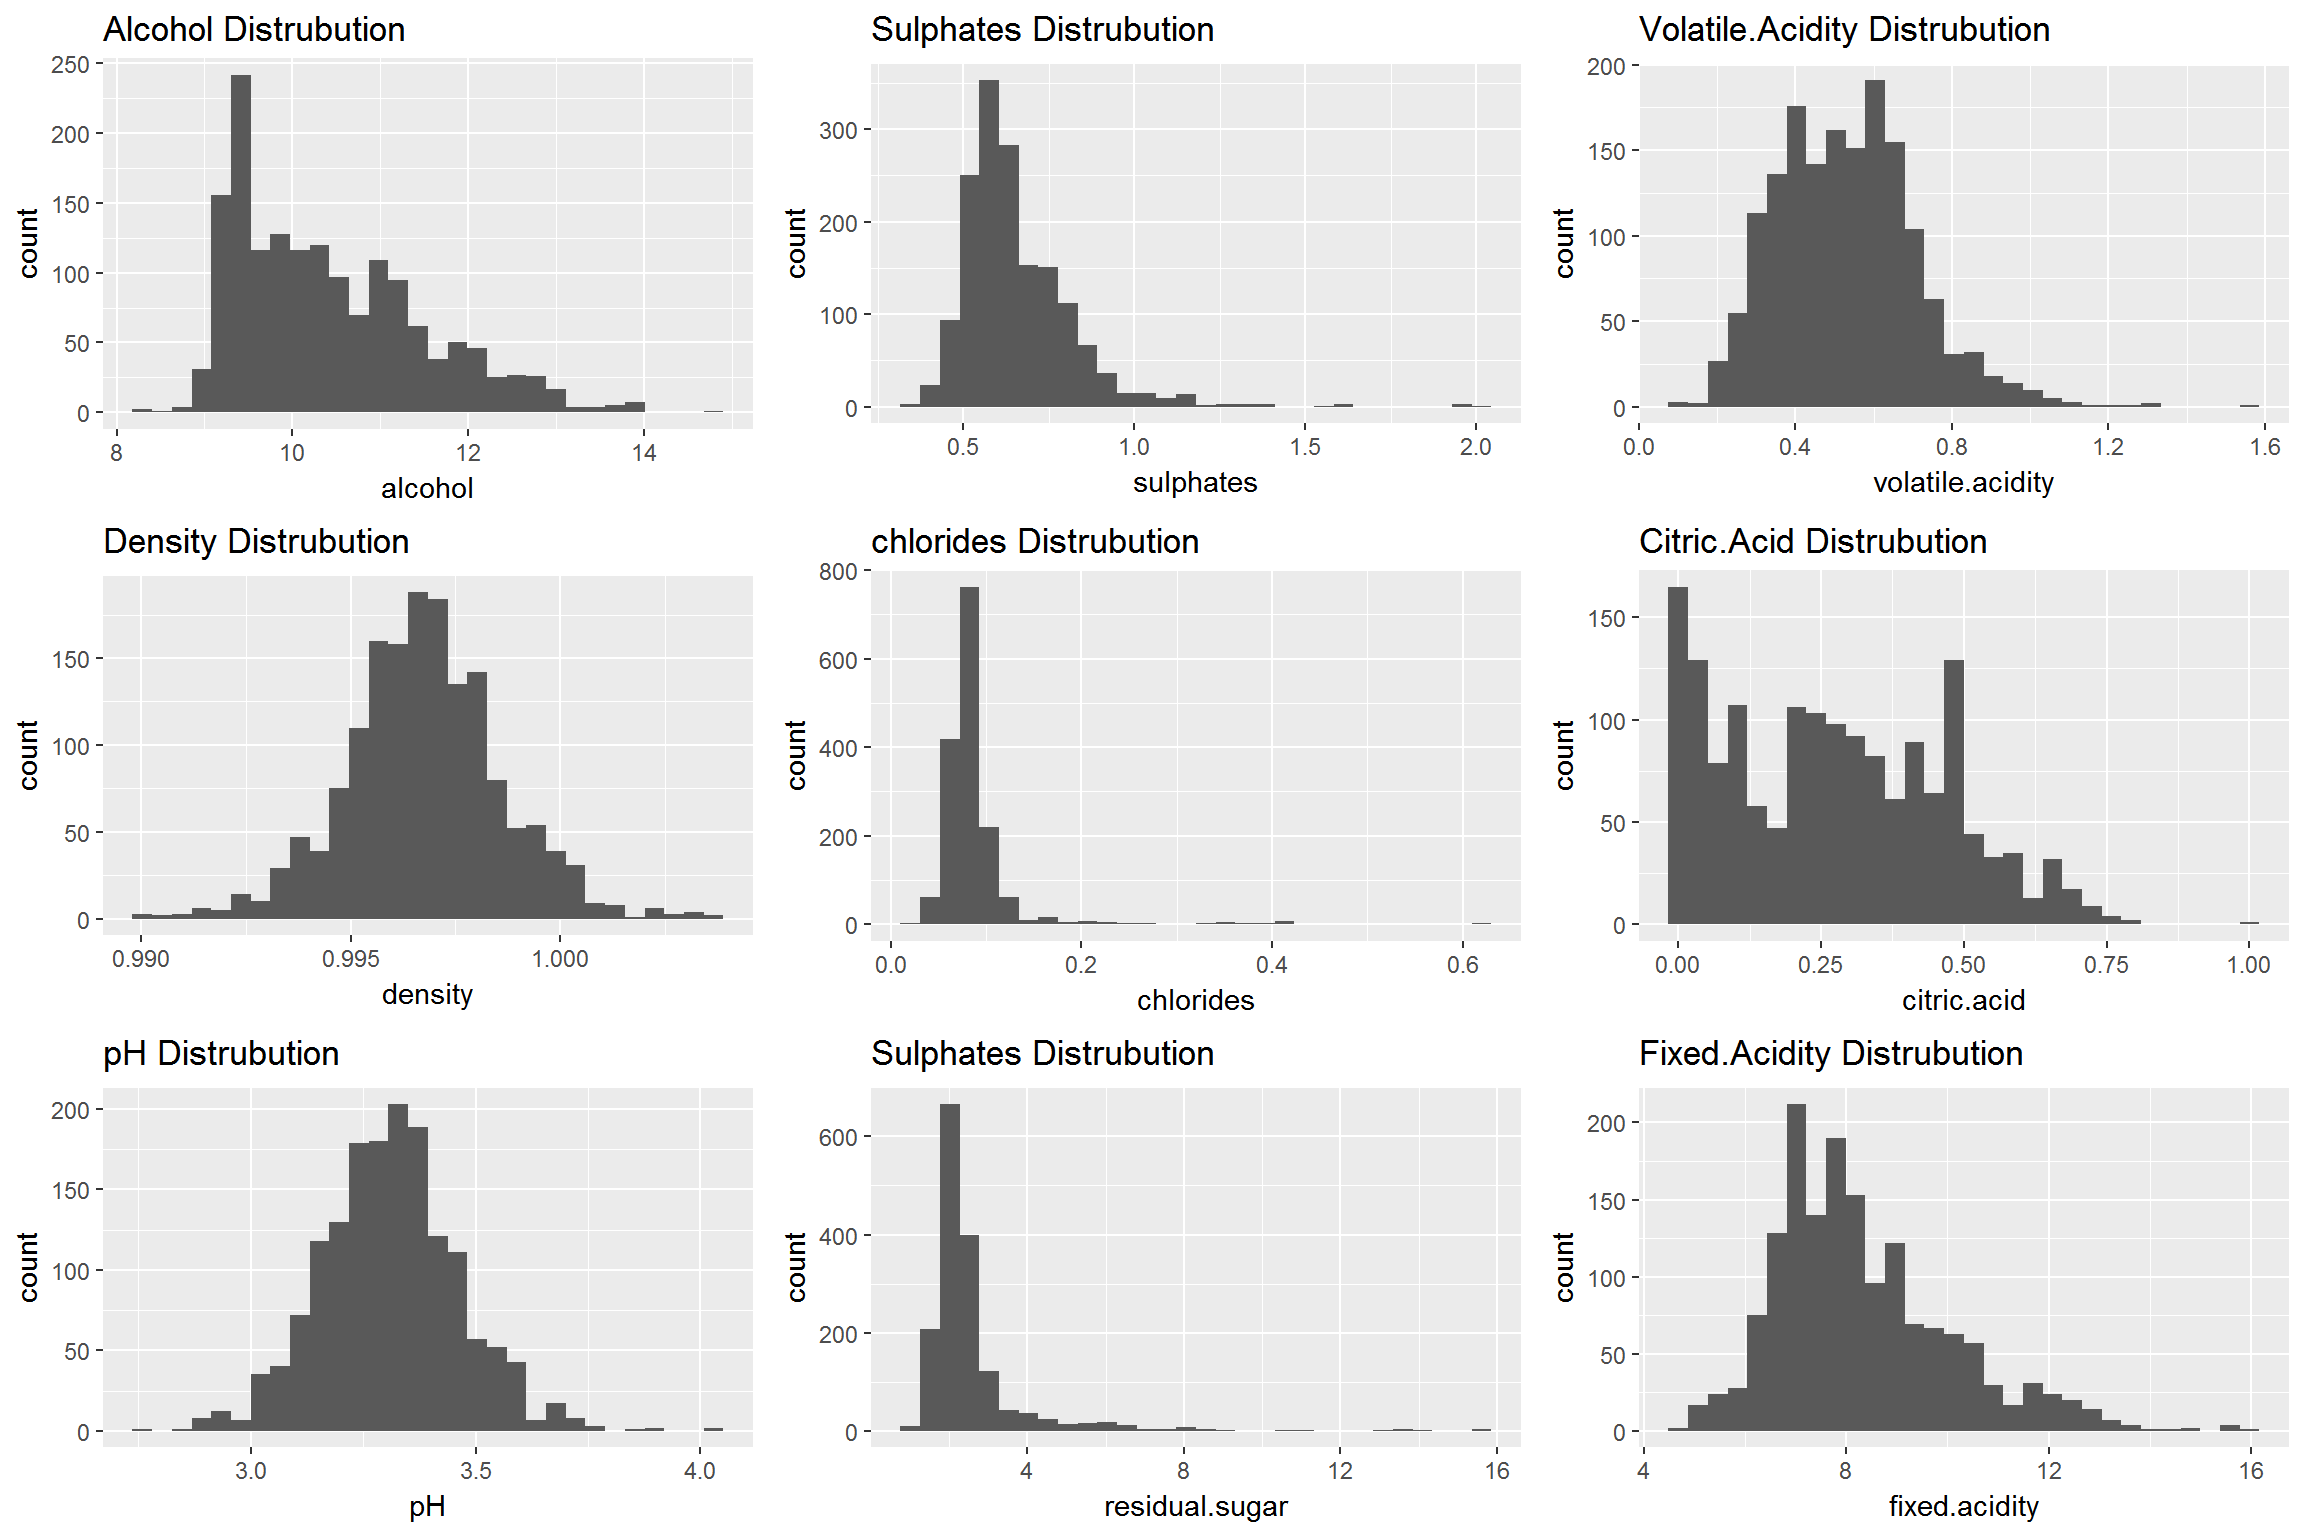 Alcohol Distrubution
250
200
150
100
50
0
count
8 10 12 14
alcohol
Sulphates Distrubution
300
200
100
0
count
0.5 1.0 1.5 2.0
sulphates
Volatile.Acidity Distrubution
200
150
100
50
0
count
0.0 0.4 0.8 1.2 1.6
volatile.acidity
Density Distrubution
150
100
50
0
count
0.990 0.995 1.000
density
chlorides Distrubution
800
600
400
200
0
count
0.0 0.2 0.4 0.6
chlorides
Citric.Acid Distrubution
150
100
50
0
count
0.00 0.25 0.50 0.75 1.00
citric.acid
pH Distrubution
200
150
100
50
0
count
3.0 3.5 4.0
pH
Sulphates Distrubution
600
400
200
0
count
4 8 12 16
residual.sugar
Fixed.Acidity Distrubution
200
150
100
50
0
count
4 8 12 16
fixed.acidity